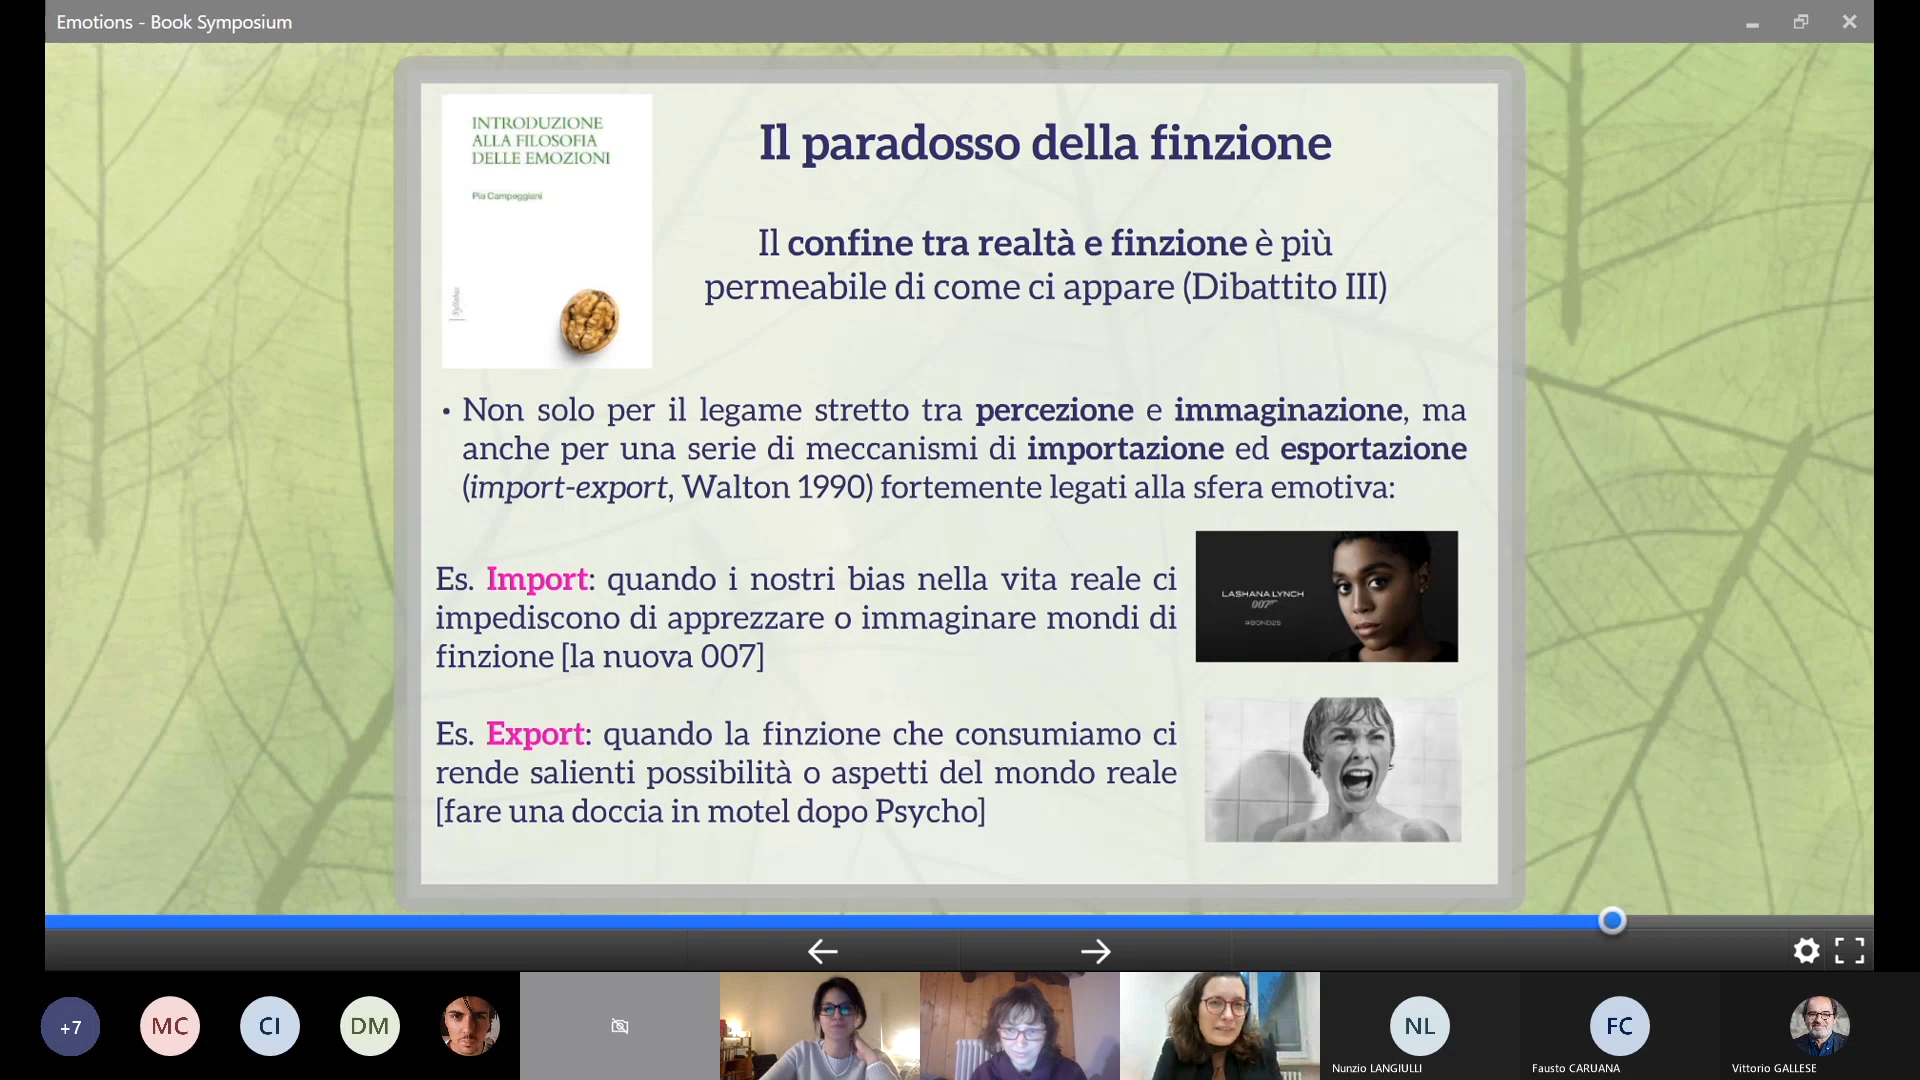 Emotions - Book Symposium
INTRODUZIONE
ALLA FILOSOFIA
DELLE EMOZIONI
Pia Campeggiani
Syllabus
Il paradosso della finzione
Il confine tra realtà e finzione è più
permeabile di come ci appare (Dibattito III)
• Non solo per il legame stretto tra percezione e immaginazione, ma
anche per una serie di meccanismi di importazione ed esportazione
(import-export, Walton 1990) fortemente legati alla sfera emotiva:
Es. Import: quando i nostri bias nella vita reale ci
impediscono di apprezzare o immaginare mondi di
finzione [la nuova 007]
LASHANA LYNCH
007
#BOND25
Es. Export: quando la finzione che consumiamo ci
rende salienti possibilità o aspetti del mondo reale
[fare una doccia in motel dopo Psycho]
+7
MC
CI
DM
NL
FC
Nunzio LANGIULLI
Fausto CARUANA
Vittorio GALLESE